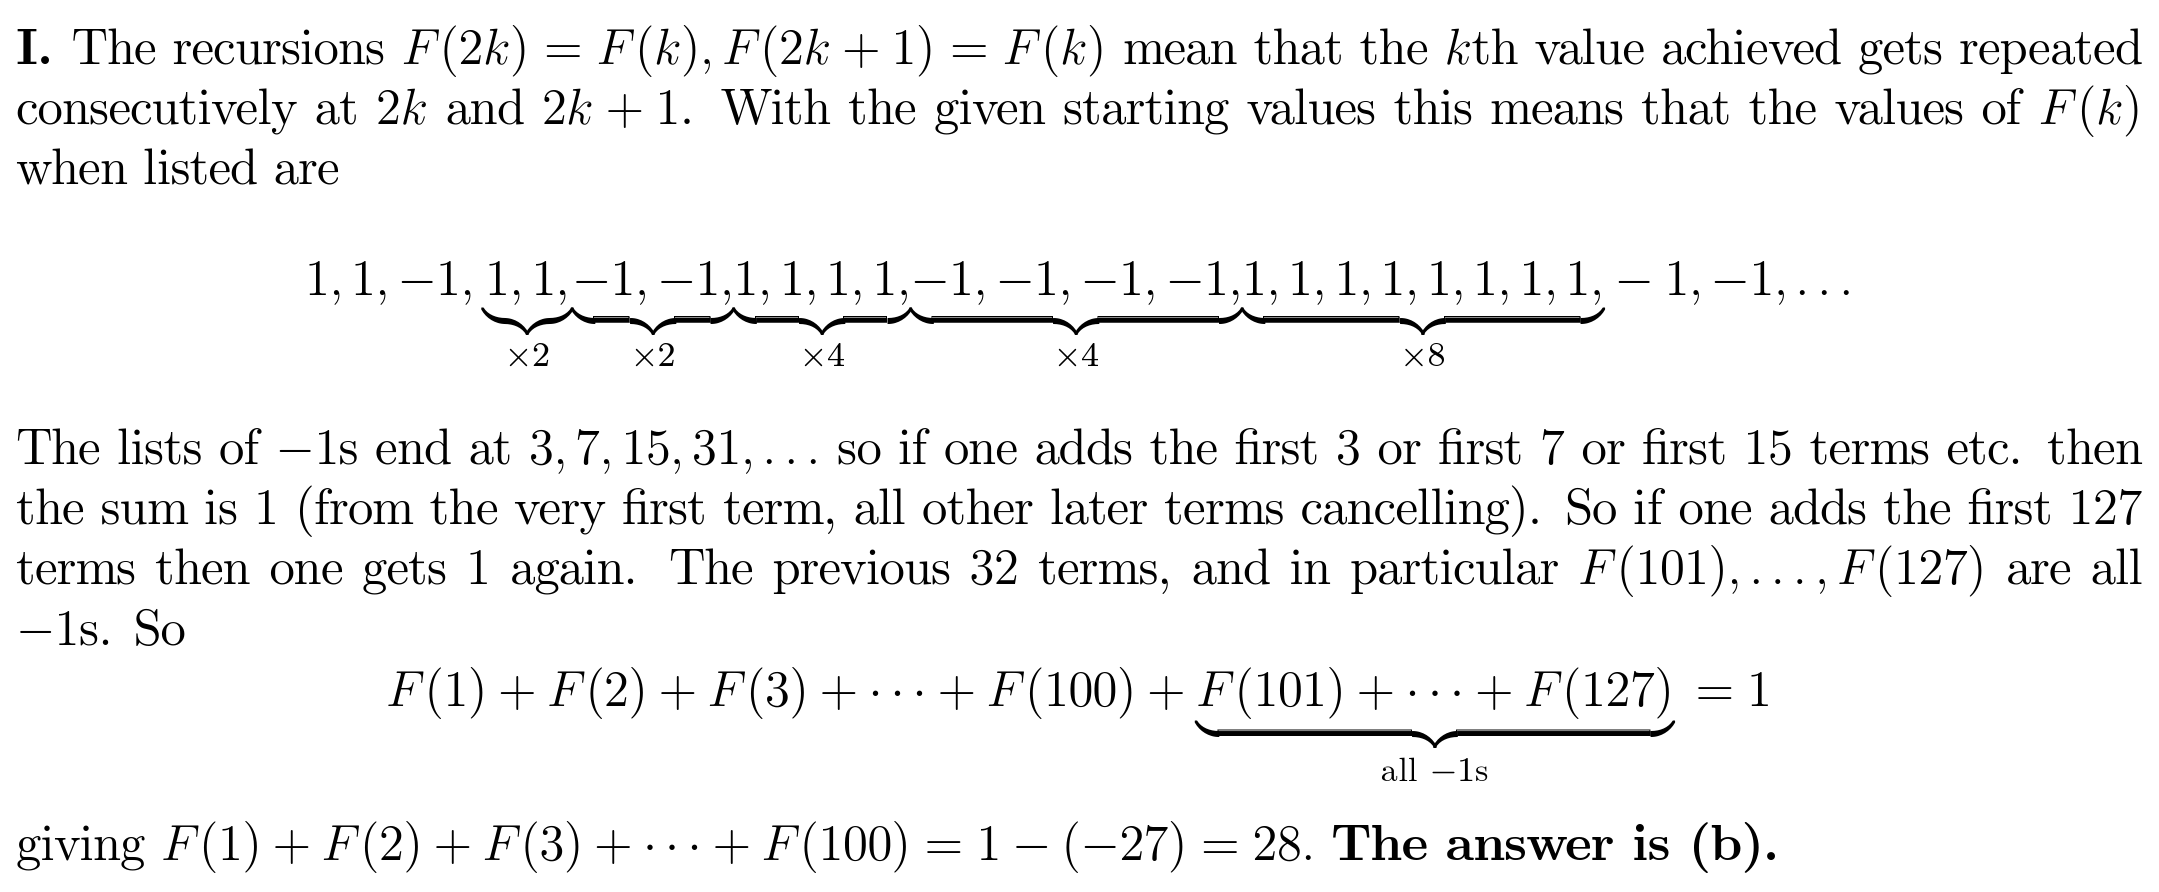 I. The recursions F(2k) = F(k), F(2k + 1) = F(k) mean that the kth value achieved gets repeated
consecutively at 2k and 2k + 1. With the given starting values this means that the values of F(k)
when listed are
1, 1, −1, 1, 1, −1, −1, 1, 1, 1, 1, −1, −1, −1, −1, 1, 1, 1, 1, 1, 1, 1, 1, − 1, −1, . . .
×2 ×2 ×4 ×4 ×8
The lists of −1s end at 3, 7, 15, 31, . . . so if one adds the first 3 or first 7 or first 15 terms etc. then
the sum is 1 (from the very first term, all other later terms cancelling). So if one adds the first 127
terms then one gets 1 again. The previous 32 terms, and in particular F(101), . . . , F(127) are all
−1s. So
F(1) + F(2) + F(3) + · · · + F(100) + F(101) + · · · + F(127) = 1
all −1s
giving F(1) + F(2) + F(3) + · · · + F(100) = 1 − (−27) = 28. The answer is (b).